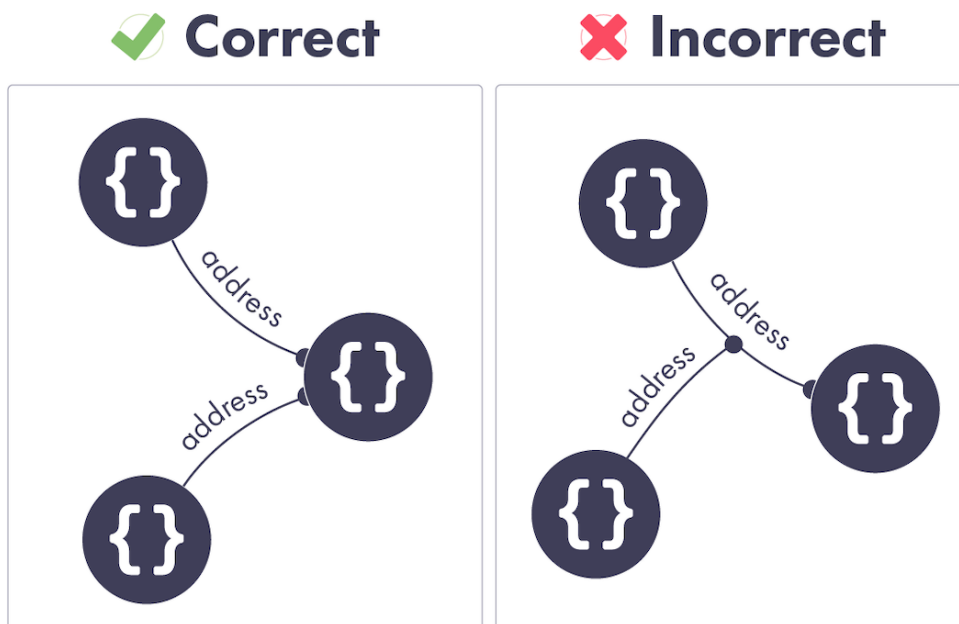 Correct
Incorrect
{}
address
{}
address
{}
{}
address
{}
address
{}